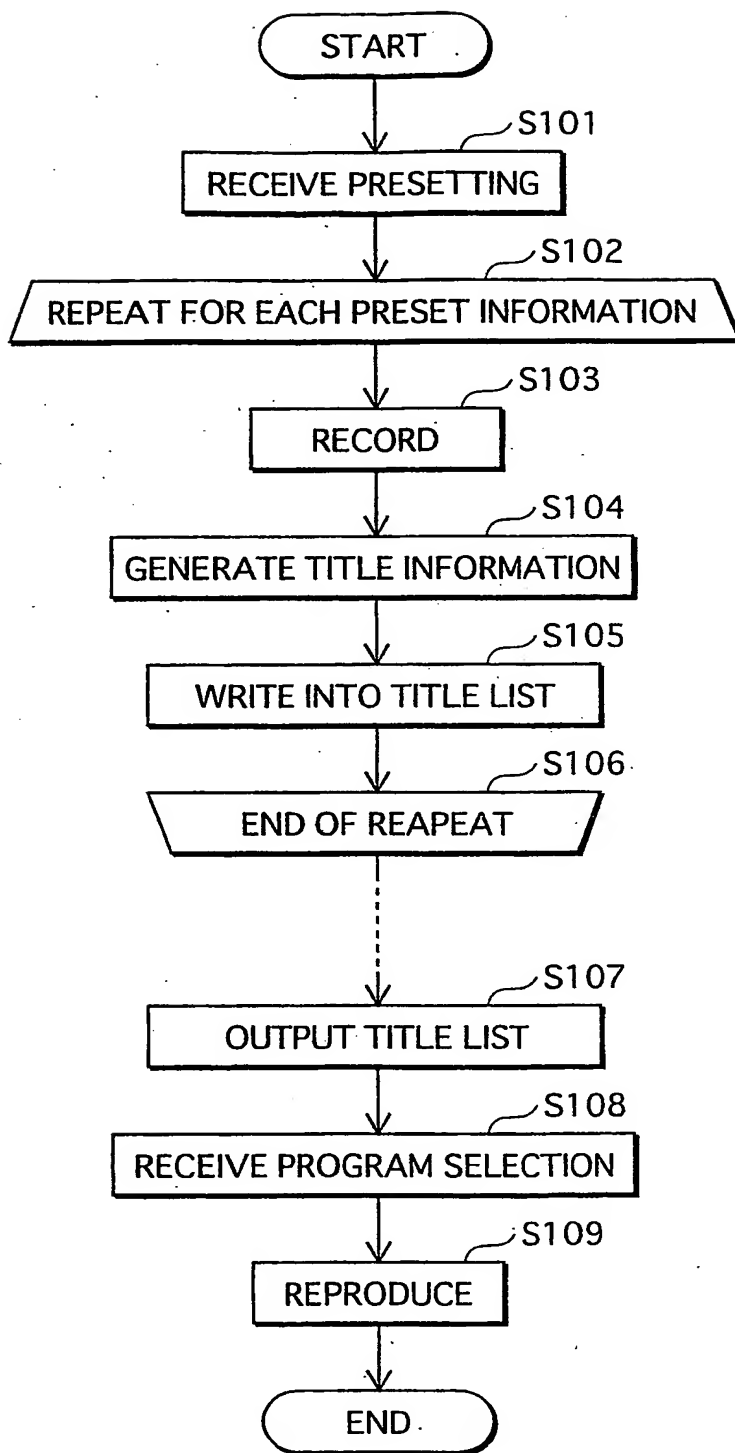 START
S101
RECEIVE PRESETTING
S102
REPEAT FOR EACH PRESET INFORMATION
S103
RECORD
S104
GENERATE TITLE INFORMATION
S105
WRITE INTO TITLE LIST
S106
END OF REAPEAT
S107
OUTPUT TITLE LIST
S108
RECEIVE PROGRAM SELECTION
S109
REPRODUCE
END